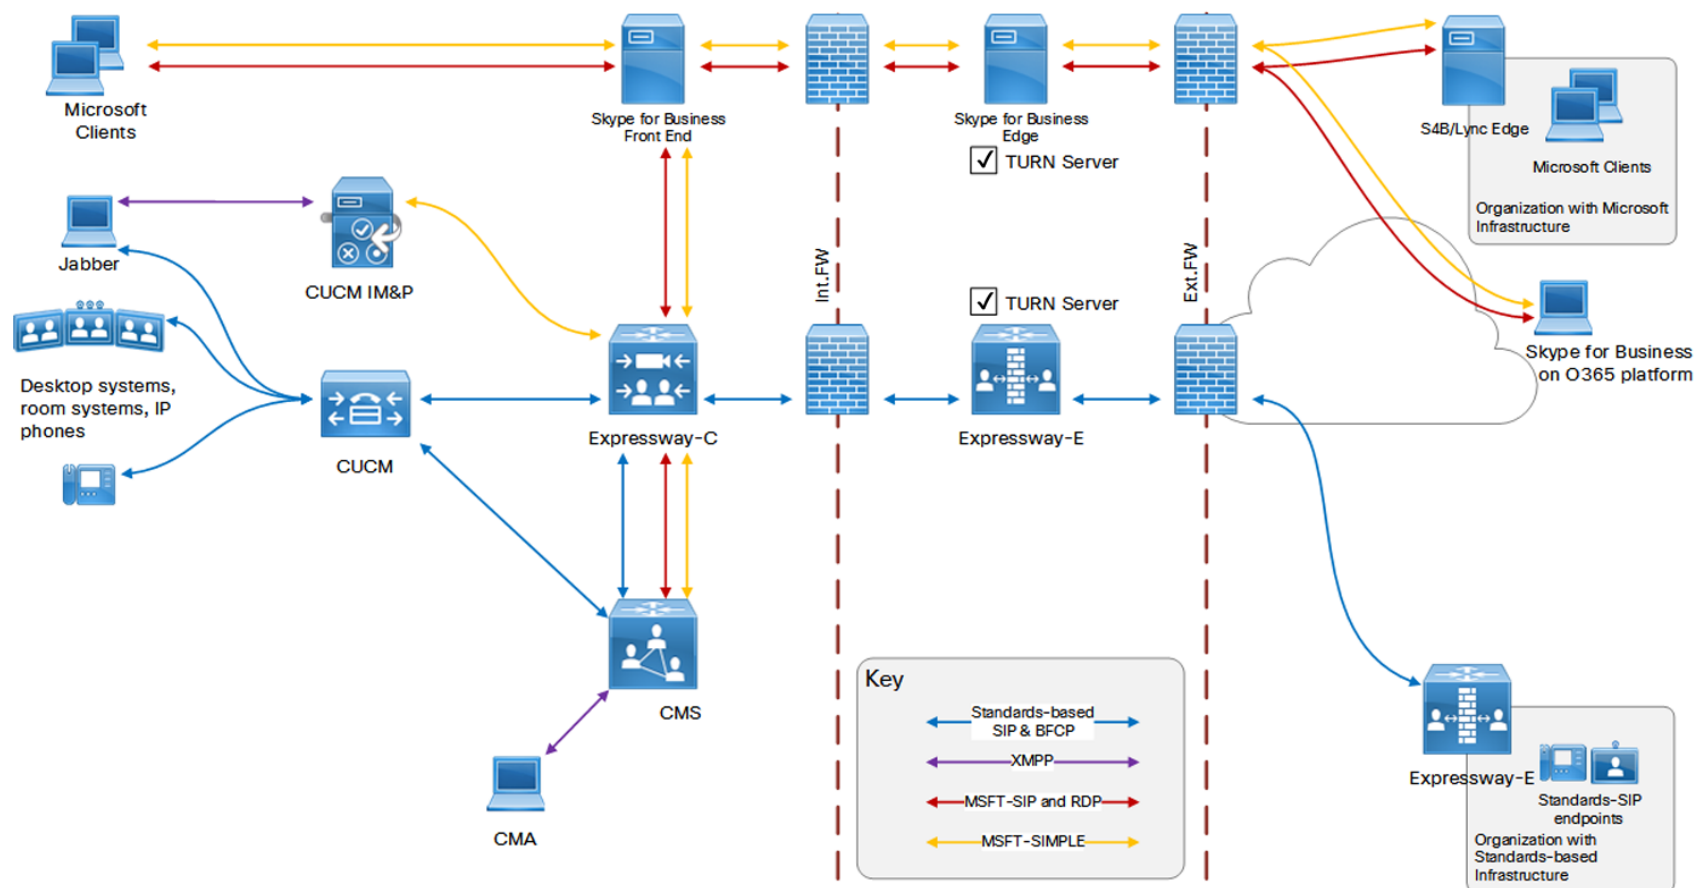 Microsoft
Clients
Skype for Business
Front End
Skype for Business
Edge
✓ TURN Server
S4B/Lync Edge
Microsoft Clients
Organization with Microsoft
Infrastructure
Jabber
CUCM IM&P
Int.FW
Ext.FW
✓ TURN Server
Skype for Business
on O365 platform
Desktop systems,
room systems, IP
phones
CUCM
Expressway-C
Expressway-E
CMS
CMA
Key
Standards-based
SIP & BFCP
XMPP
MSFT-SIP and RDP
MSFT-SIMPLE
Expressway-E
Standards-SIP
endpoints
Organization with
Standards-based
Infrastructure